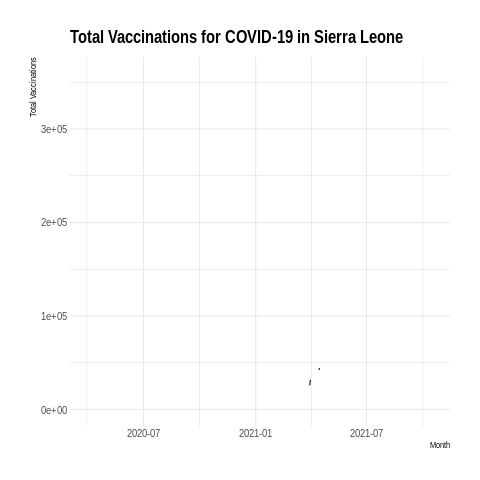 Total Vaccinations for COVID-19 in Sierra Leone
Total Vaccinations
3e+05
2e+05
1e+05
0e+00
2020-07
2021-01
2021-07
Month